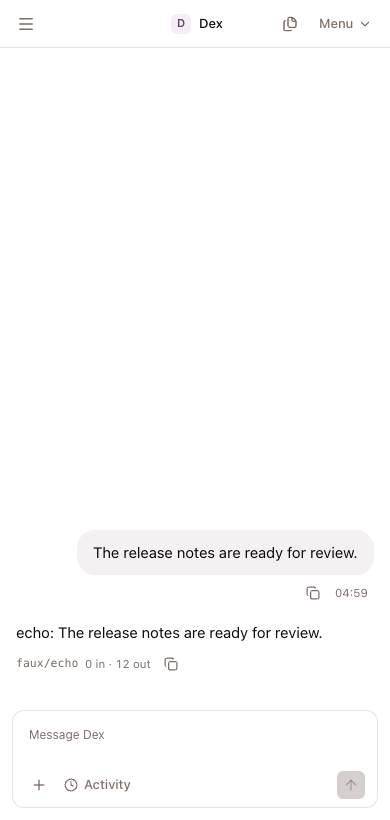 D Dex Menu
The release notes are ready for review.
04:59
echo: The release notes are ready for review.
faux/echo 0 in · 12 out
Message Dex
Activity